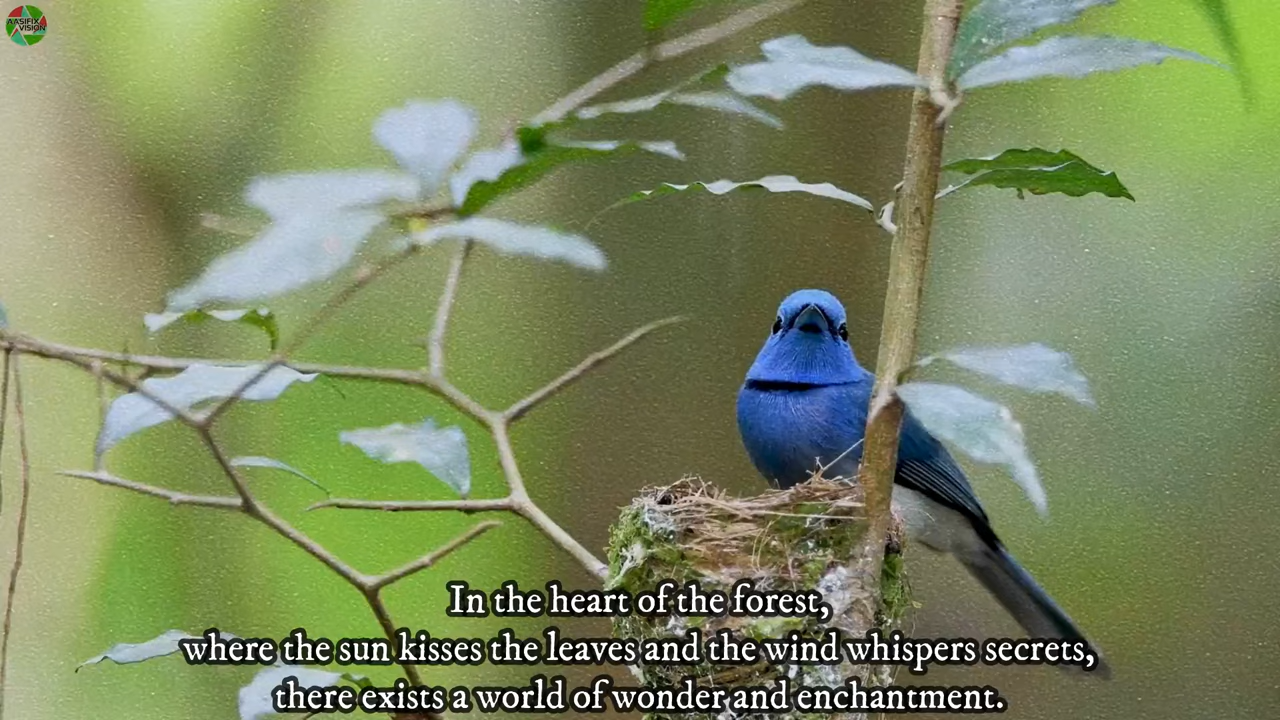 AASIFIX
VISION
In the heart of the forest,
where the sun kisses the leaves and the wind whispers secrets,
there exists a world of wonder and enchantment.